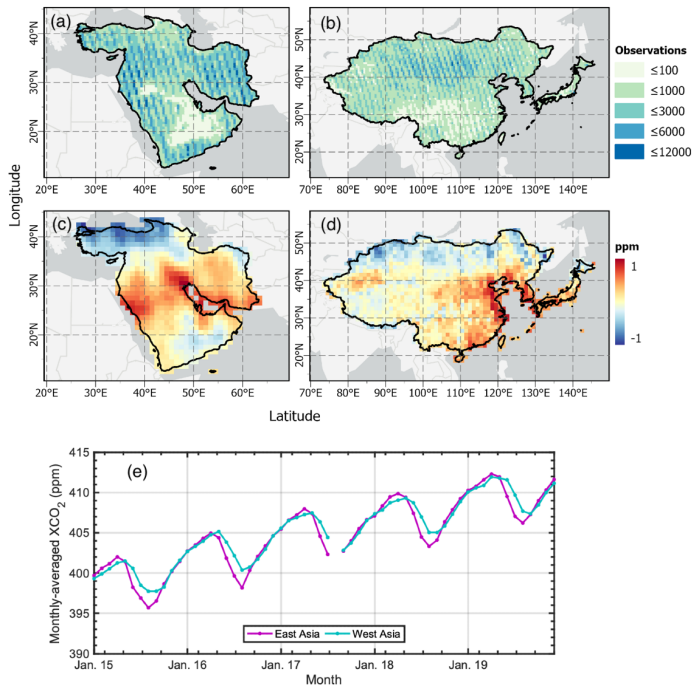 (a)
(b)
40°N
30°N
20°N
20°E
30°E
40°E
50°E
60°E
50°N
40°N
30°N
20°N
70°E
80°E
90°E
100°E
110°E
120°E
130°E
140°E
Observations
≤100
≤1000
≤3000
≤6000
≤12000
Longitude
(c)
(d)
40°N
30°N
20°N
20°E
30°E
40°E
50°E
60°E
50°N
40°N
30°N
20°N
70°E
80°E
90°E
100°E
110°E
120°E
130°E
140°E
ppm
1
-1
Latitude
(e)
Monthly-averaged XCO₂ (ppm)
415
410
405
400
395
390
East Asia
West Asia
Jan. 15
Jan. 16
Jan. 17
Jan. 18
Jan. 19
Month